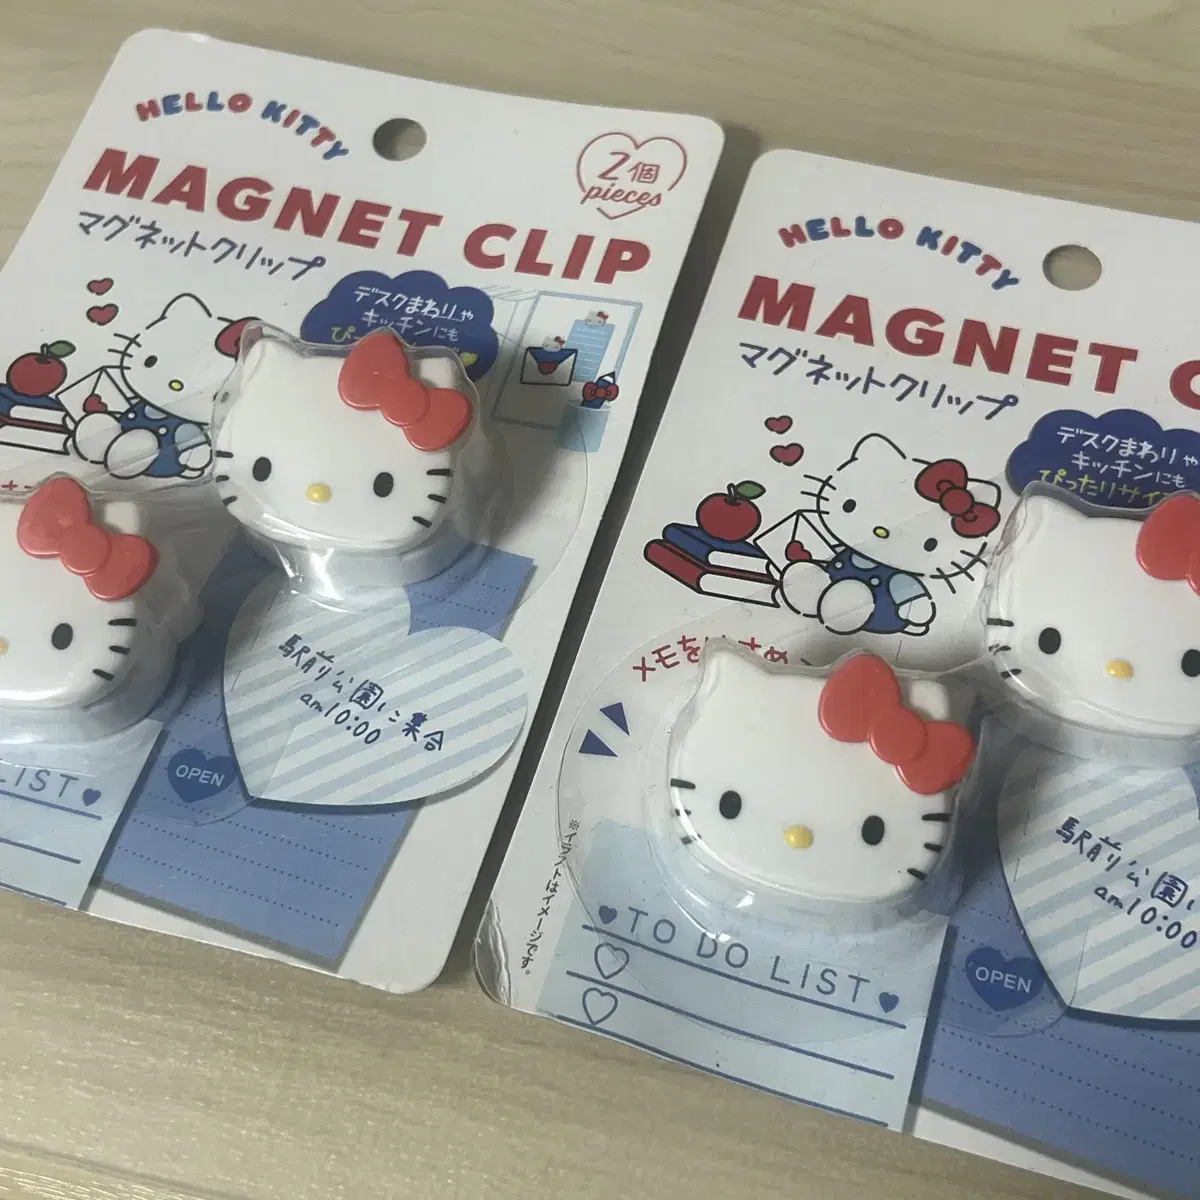 HELLO KITTY
MAGNET CLIP
マグネットクリップ
2個
pieces
デスクまわりや
キッチンにも
駅前公園に集合
am10:00
OPEN
LIST
HELLO KITTY
MAGNET C
マグネットクリップ
デスクまわりや
キッチンにも
ぴったりサイ
メモを
※イラストはイメージです。
TO DO LIST
駅前公園に
am10:00
OPEN